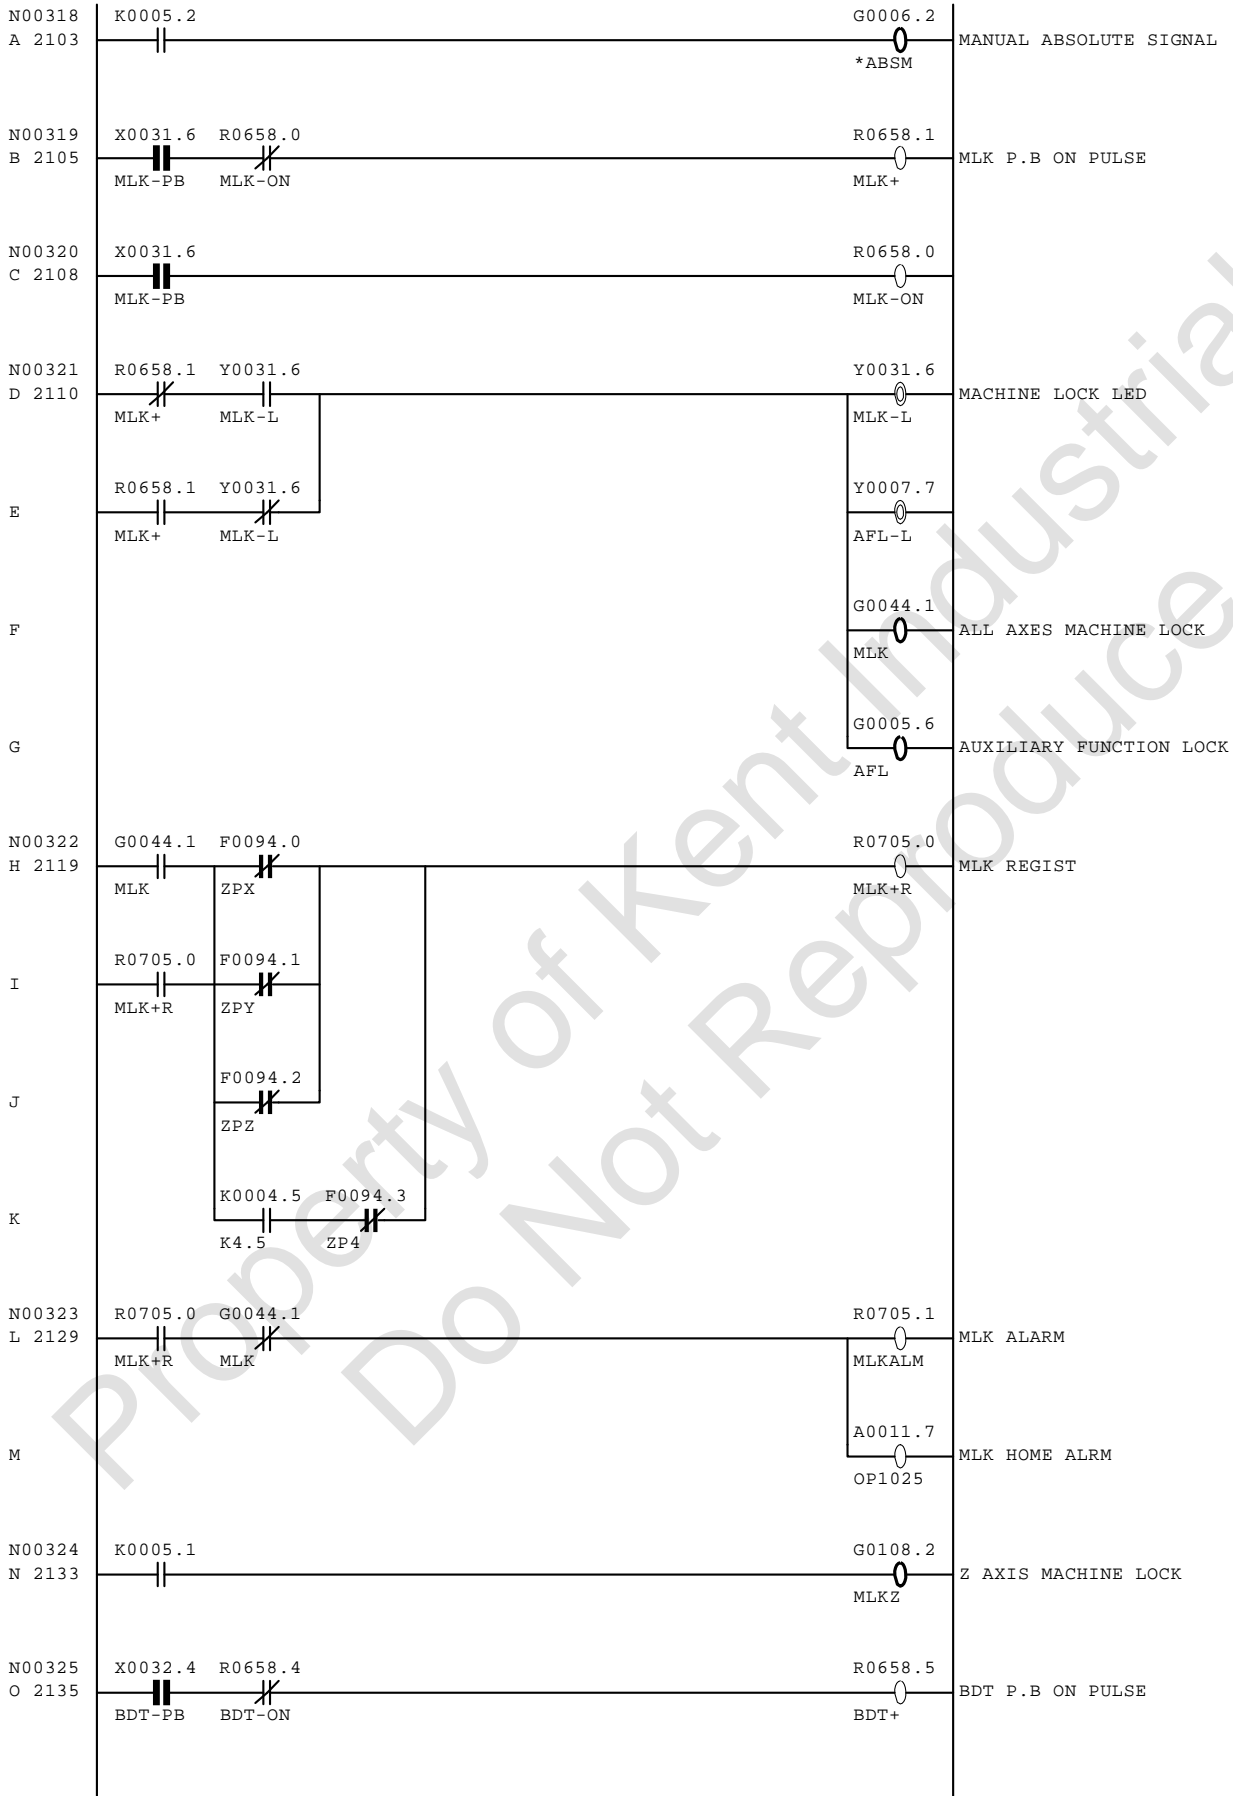 N00318 K0005.2 G0006.2
A 2103 MANUAL ABSOLUTE SIGNAL
*ABSM
N00319 X0031.6 R0658.0 R0658.1
B 2105 MLK P.B ON PULSE
MLK-PB MLK-ON MLK+
N00320 X0031.6 R0658.0
C 2108
MLK-PB MLK-ON
N00321 R0658.1 Y0031.6 Y0031.6
D 2110 MACHINE LOCK LED
MLK+ MLK-L MLK-L
R0658.1 Y0031.6 Y0007.7
E
MLK+ MLK-L AFL-L
G0044.1
F ALL AXES MACHINE LOCK
MLK
G0005.6
G AUXILIARY FUNCTION LOCK
AFL
N00322 G0044.1 F0094.0 R0705.0
H 2119 MLK REGIST
MLK ZPX MLK+R
R0705.0 F0094.1
I
MLK+R ZPY
F0094.2
J
ZPZ
K0004.5 F0094.3
K
K4.5 ZP4
N00323 R0705.0 G0044.1 R0705.1
L 2129 MLK ALARM
MLK+R MLK MLKALM
A0011.7
M MLK HOME ALRM
OP1025
N00324 K0005.1 G0108.2
N 2133 Z AXIS MACHINE LOCK
MLKZ
N00325 X0032.4 R0658.4 R0658.5
O 2135 BDT P.B ON PULSE
BDT-PB BDT-ON BDT+
Property of Kent Industrial
Do Not Reproduce